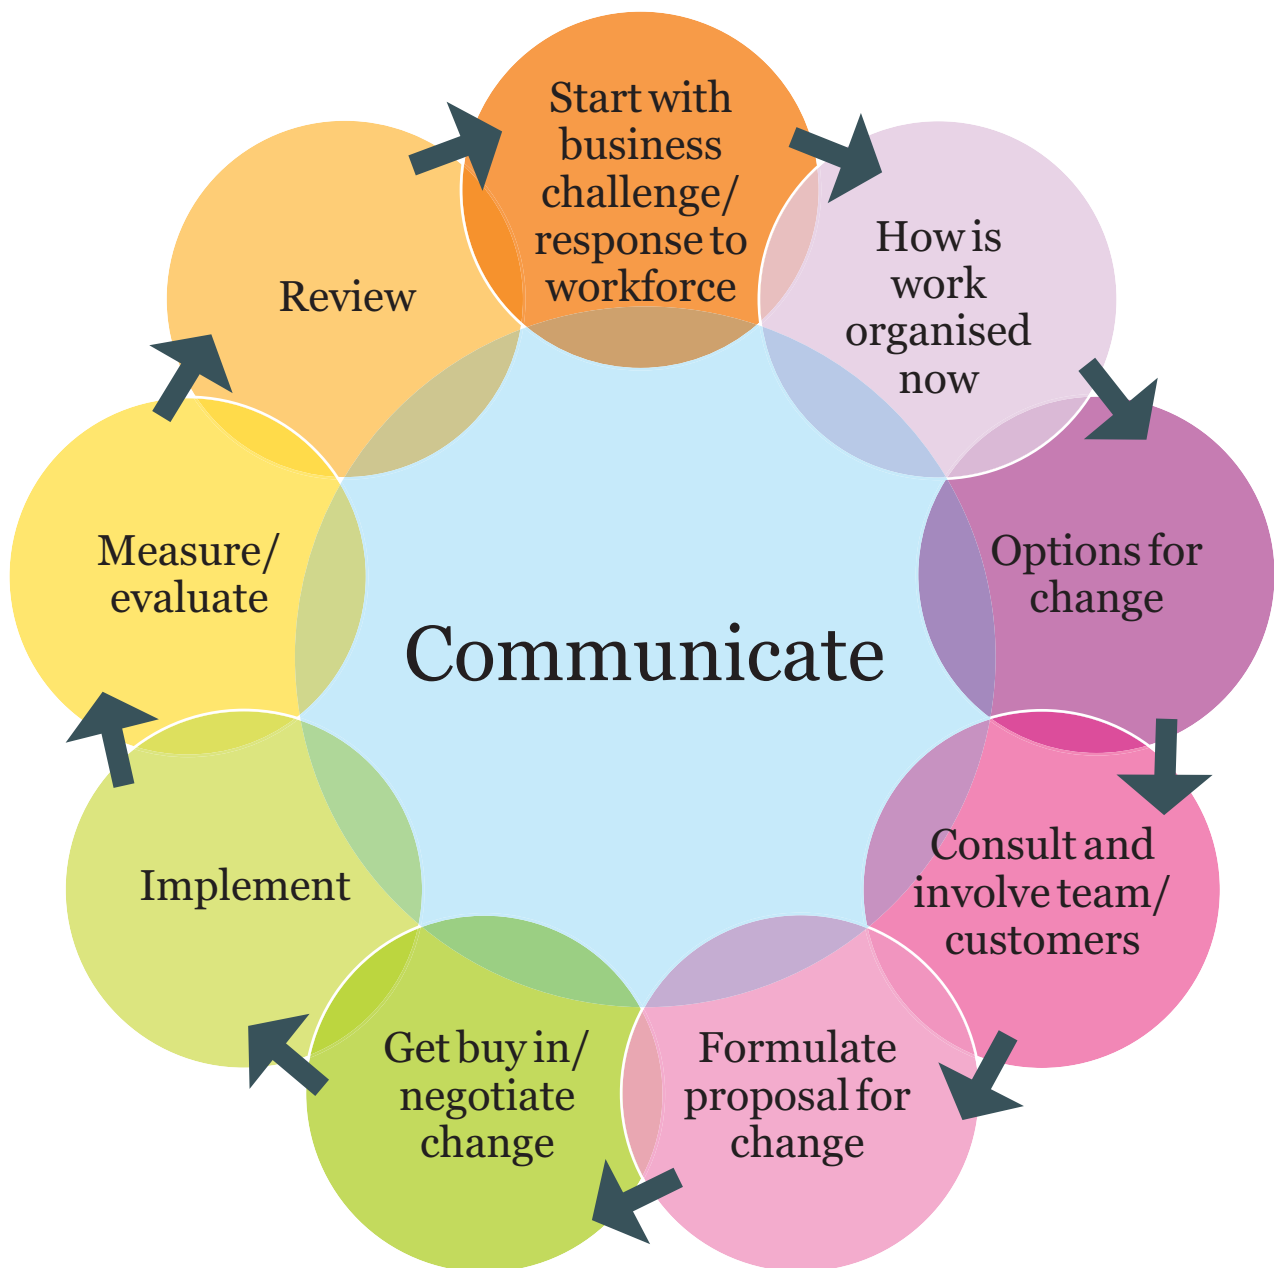 Start with
business
challenge/
response to
workforce
How is
work
organised
now
Options for
change
Consult and
involve team/
customers
Formulate
proposal for
change
Get buy in/
negotiate
change
Implement
Measure/
evaluate
Review
Communicate